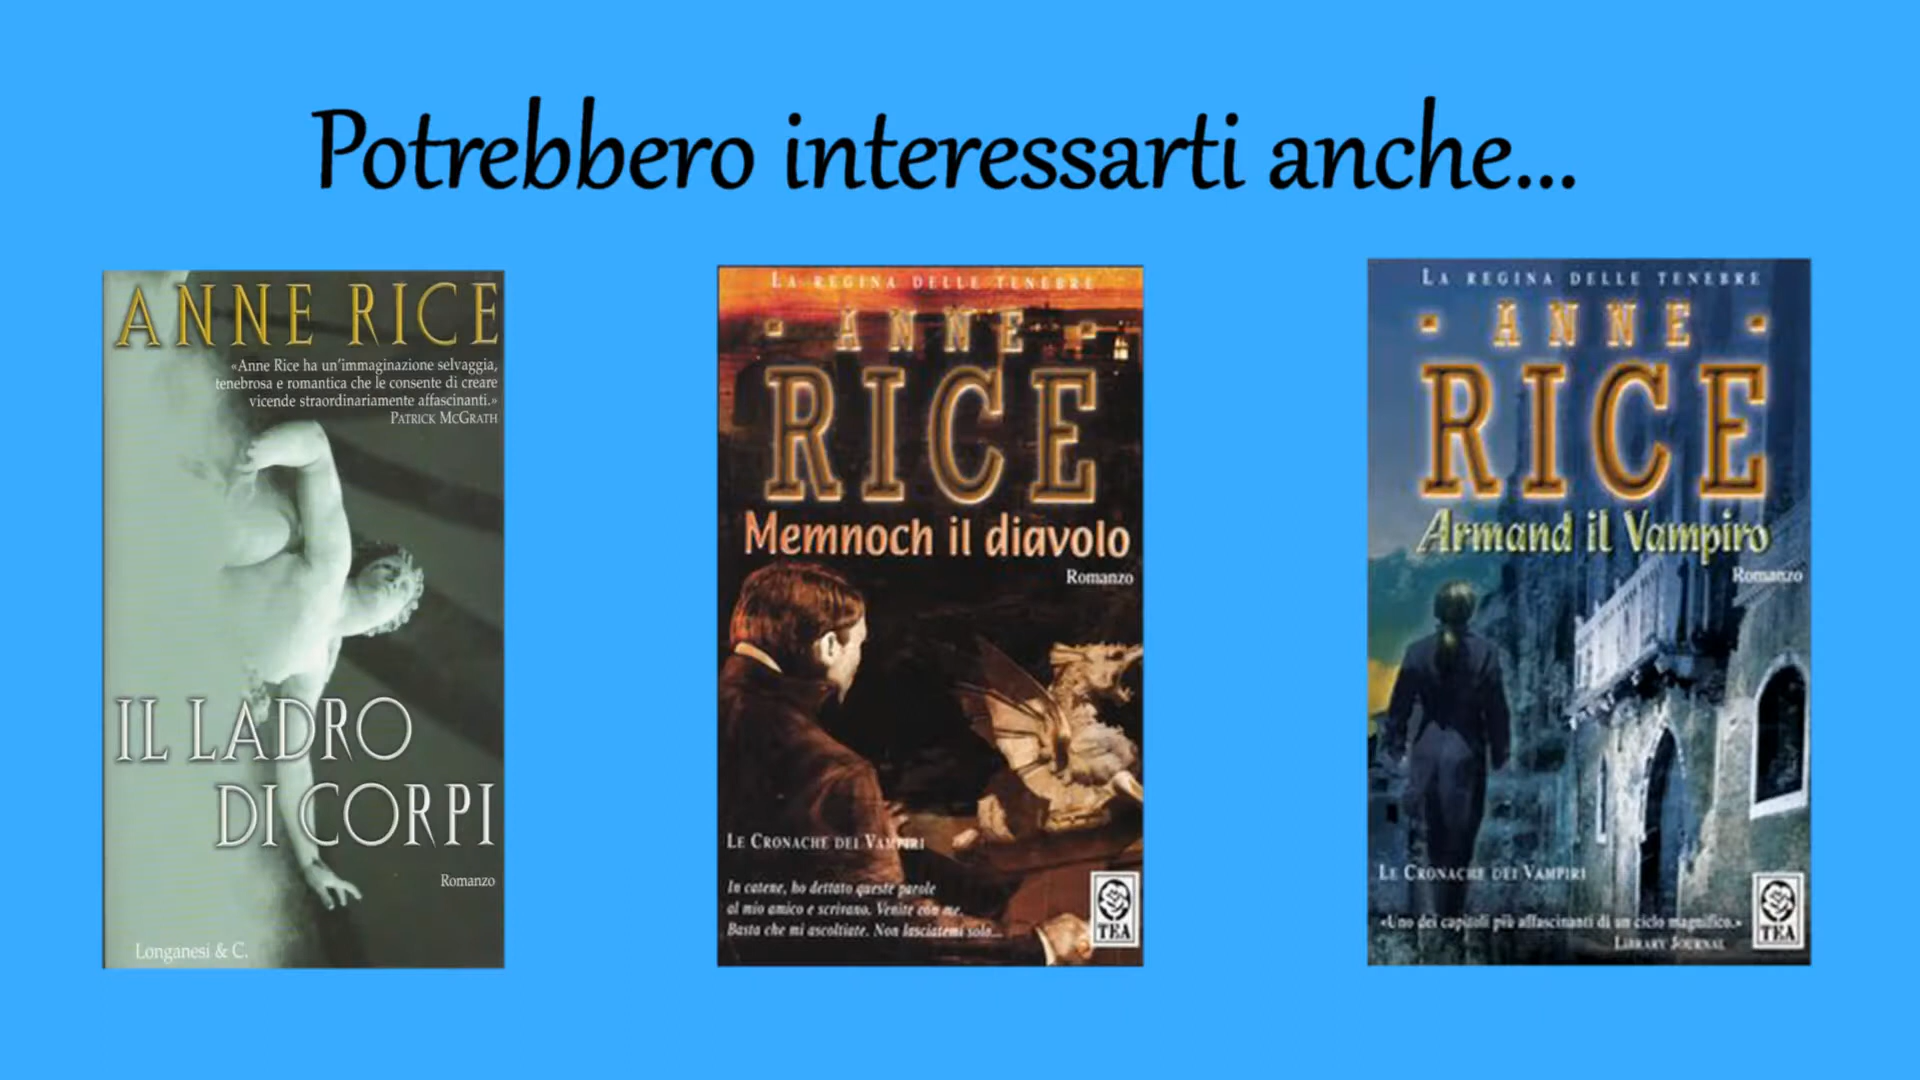 Potrebbero interessarti anche...
ANNE RICE
«Anne Rice ha un'immaginazione selvaggia,
tenebrosa e romantica che le consente di creare
vicende straordinariamente affascinanti.»
PATRICK MCGRATH
IL LADRO
DI CORPI
Romanzo
Longanesi & C.
LA REGINA DELLE TENEBRE
- ANNE -
RICE
Memnoch il diavolo
Romanzo
LE CRONACHE DEI VAMPIRI
In catene, ho dettato queste parole
al mio amico e scrivano. Venite con me.
Basta che mi ascoltiate. Non lasciatemi solo...
TEA
LA REGINA DELLE TENEBRE
- ANNE -
RICE
Armand il Vampiro
Romanzo
LE CRONACHE DEI VAMPIRI
«Uno dei capitoli più affascinanti di un ciclo magnifico.»
LIBRARY JOURNAL
TEA